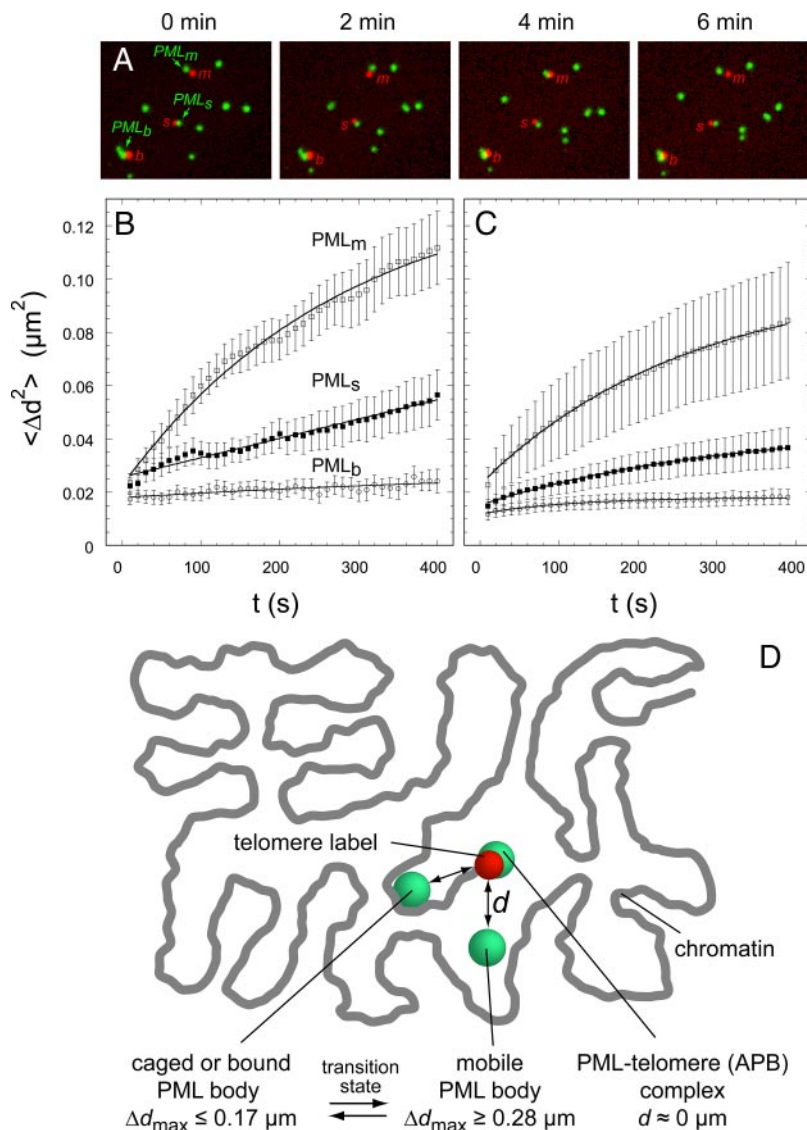 0 min 2 min 4 min 6 min
A
PMLm m
PMLs
s
PMLb
b
m
s
b
m
s
b
m
s
b
B
C
<Δd²> (µm²)
0.12
0.10
0.08
0.06
0.04
0.02
0
PMLm
PMLs
PMLb
0 100 200 300 400
0 100 200 300 400
t (s) t (s)
D
telomere label
d
chromatin
caged or bound
PML body
Δdmax ≤ 0.17 µm
transition
state
mobile
PML body
Δdmax ≥ 0.28 µm
PML-telomere (APB)
complex
d ≈ 0 µm